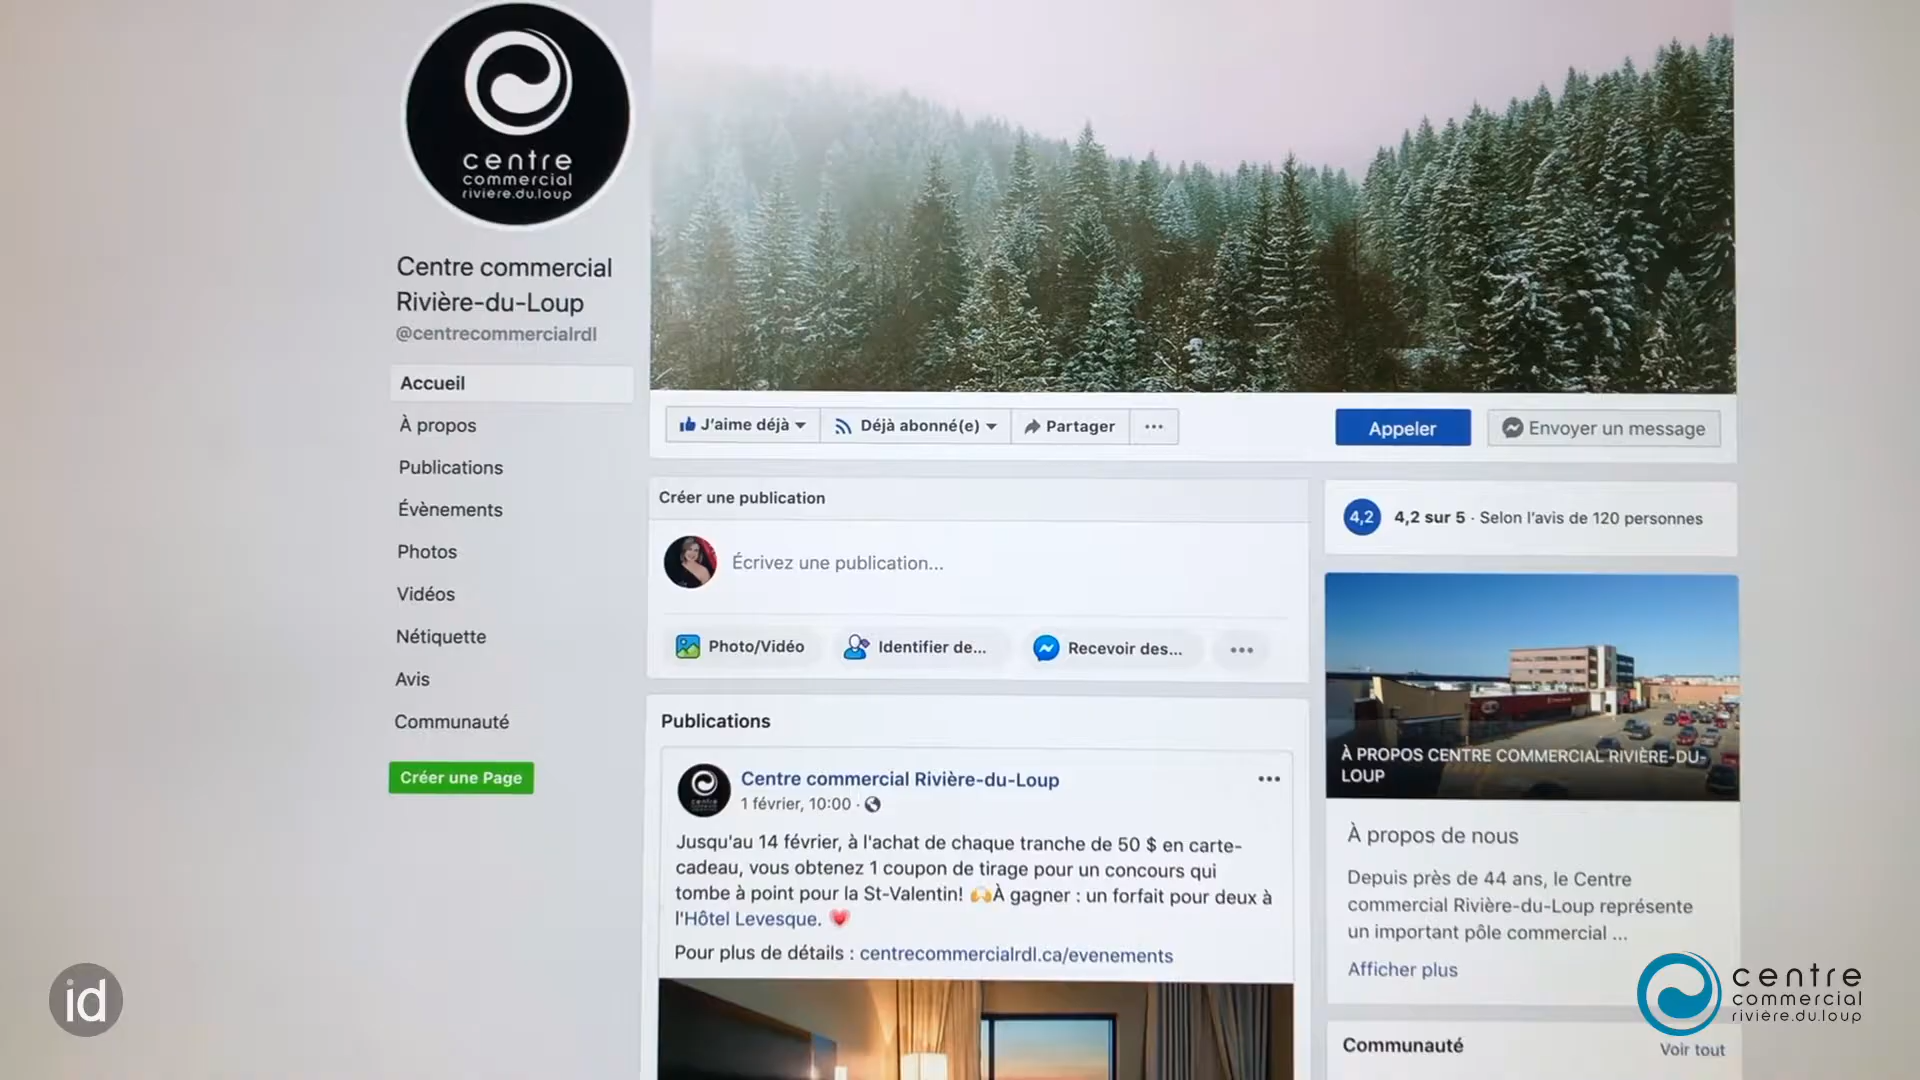 centre
commercial
rivière.du.loup
Centre commercial
Rivière-du-Loup
@centrecommercialrdl
Accueil
À propos
Publications
Évènements
Photos
Vidéos
Nétiquette
Avis
Communauté
Créer une Page
J'aime déjà
Déjà abonné(e)
Partager
Appeler
Envoyer un message
Créer une publication
Écrivez une publication...
Photo/Vidéo
Identifier de...
Recevoir des...
Publications
Centre commercial Rivière-du-Loup
1 février, 10:00 ·
Jusqu'au 14 février, à l'achat de chaque tranche de 50 $ en carte-
cadeau, vous obtenez 1 coupon de tirage pour un concours qui
tombe à point pour la St-Valentin! 🙌À gagner : un forfait pour deux à
l'Hôtel Levesque. ❤️
Pour plus de détails : centrecommercialrdl.ca/evenements
4,2
4,2 sur 5 · Selon l'avis de 120 personnes
À PROPOS CENTRE COMMERCIAL RIVIÈRE-DU-
LOUP
À propos de nous
Depuis près de 44 ans, le Centre
commercial Rivière-du-Loup représente
un important pôle commercial ...
Afficher plus
Communauté
Voir tout
id
centre
commercial
rivière.du.loup